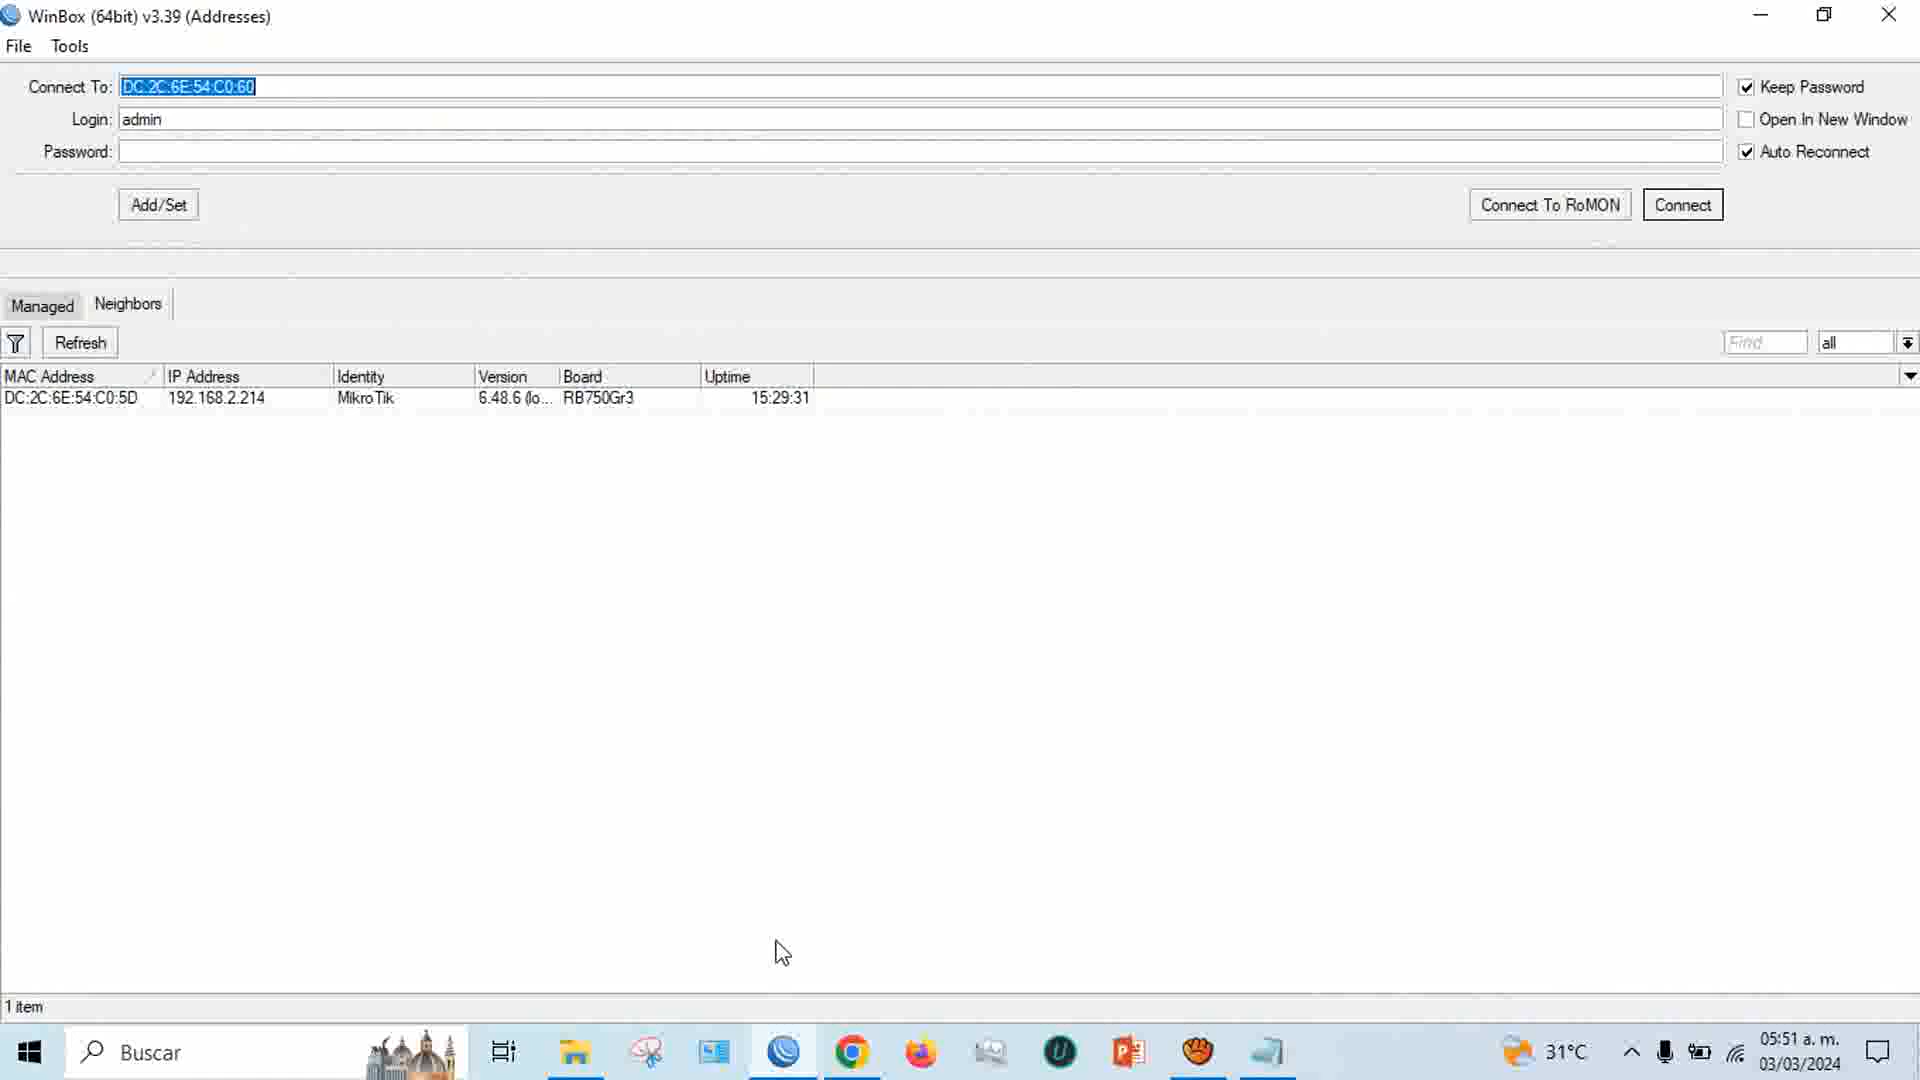 WinBox (64bit) v3.39 (Addresses)
File Tools
Connect To: DC:2C:6E:54:C0:60
Keep Password
Login: admin
Open In New Window
Password:
Auto Reconnect
Add/Set
Connect To RoMON
Connect
Managed
Neighbors
Refresh
Find
all
MAC Address IP Address Identity Version Board Uptime
DC:2C:6E:54:C0:5D 192.168.2.214 MikroTik 6.48.6 (lo... RB750Gr3 15:29:31
1 item
Buscar
31°C
05:51 a. m.
03/03/2024